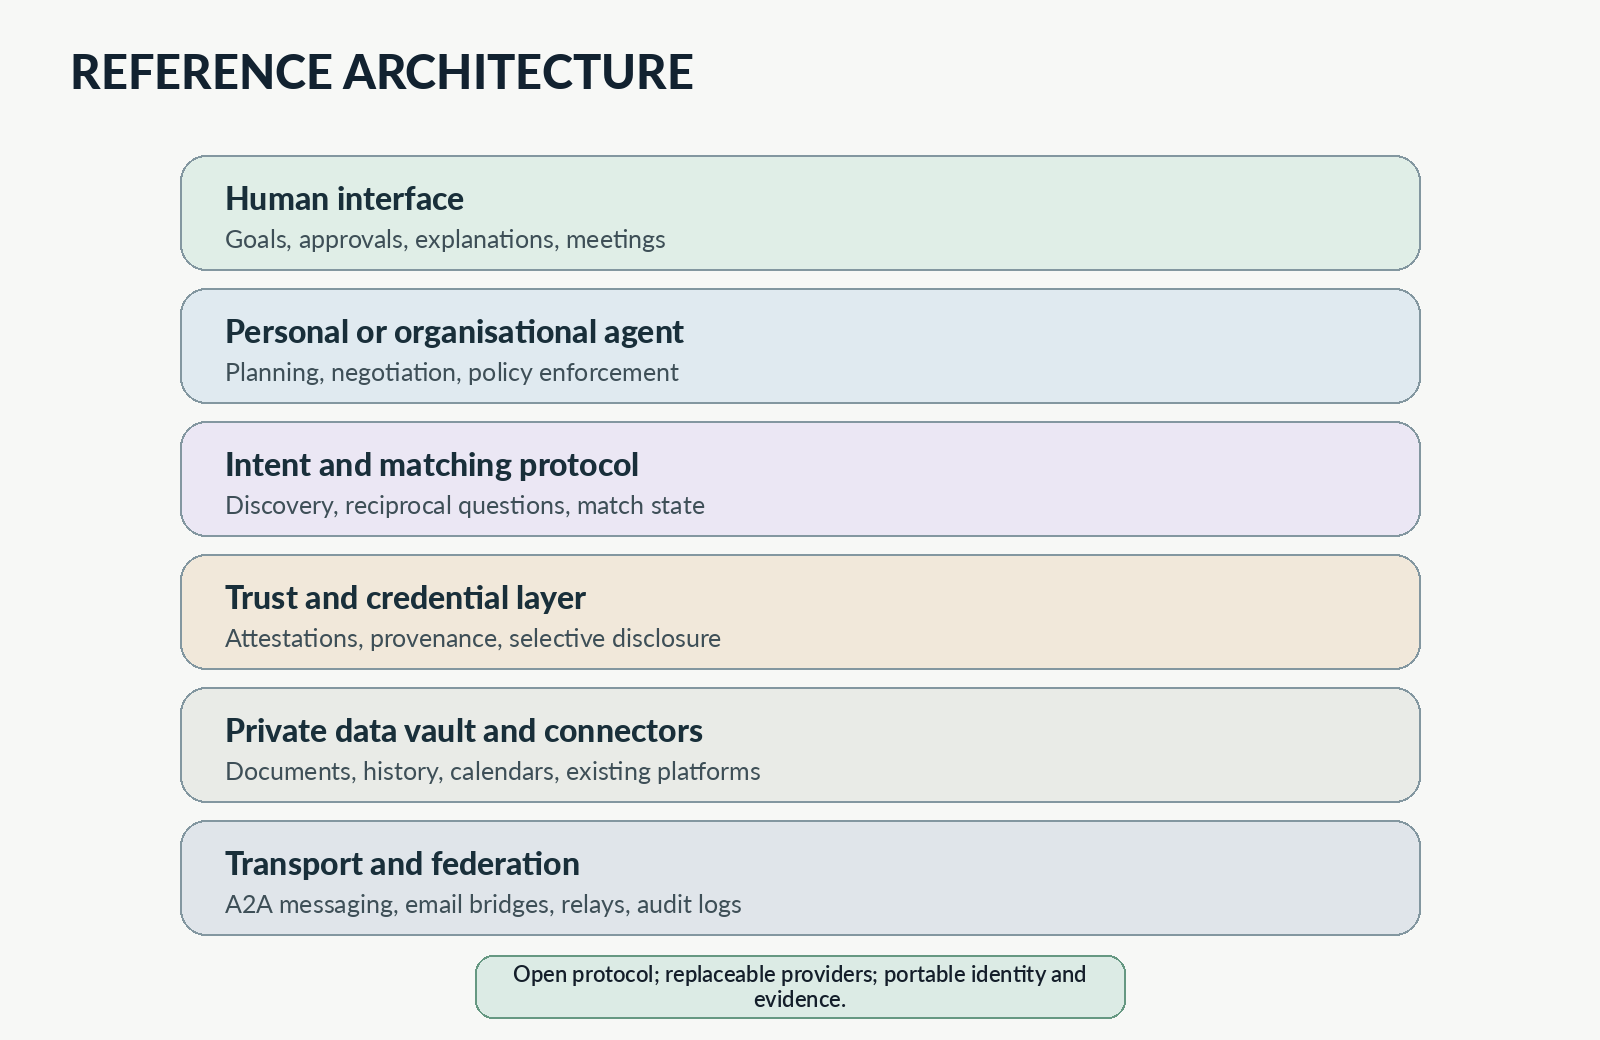 REFERENCE ARCHITECTURE
Human interface
Goals, approvals, explanations, meetings
Personal or organisational agent
Planning, negotiation, policy enforcement
Intent and matching protocol
Discovery, reciprocal questions, match state
Trust and credential layer
Attestations, provenance, selective disclosure
Private data vault and connectors
Documents, history, calendars, existing platforms
Transport and federation
A2A messaging, email bridges, relays, audit logs
Open protocol; replaceable providers; portable identity and
evidence.